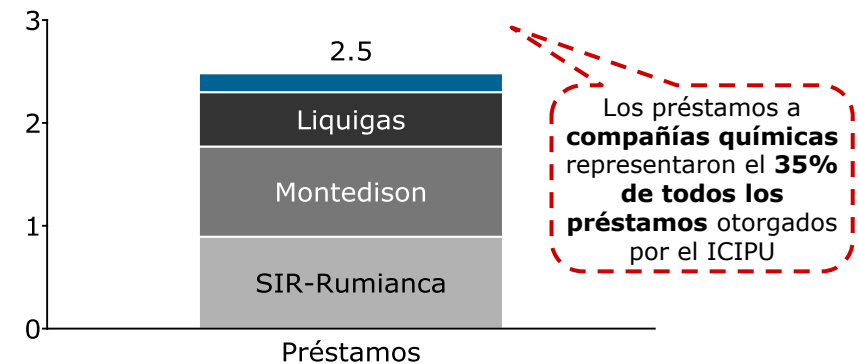 3
2.5
2
1
0
Liquigas
Montedison
SIR-Rumianca
Préstamos
Los préstamos a
compañías químicas
representaron el 35%
de todos los
préstamos otorgados
por el ICIPU